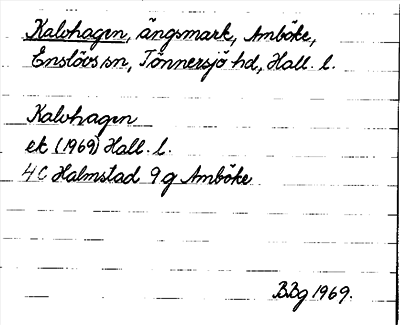 Kalvhagen, ängsmark, Amböke,
Enslövs sn, Tönnersjö hd, Hall. l.
Kalvhagen
ek (1969) Hall. l.
4C Halmstad 9 g Amböke
BBg 1969.